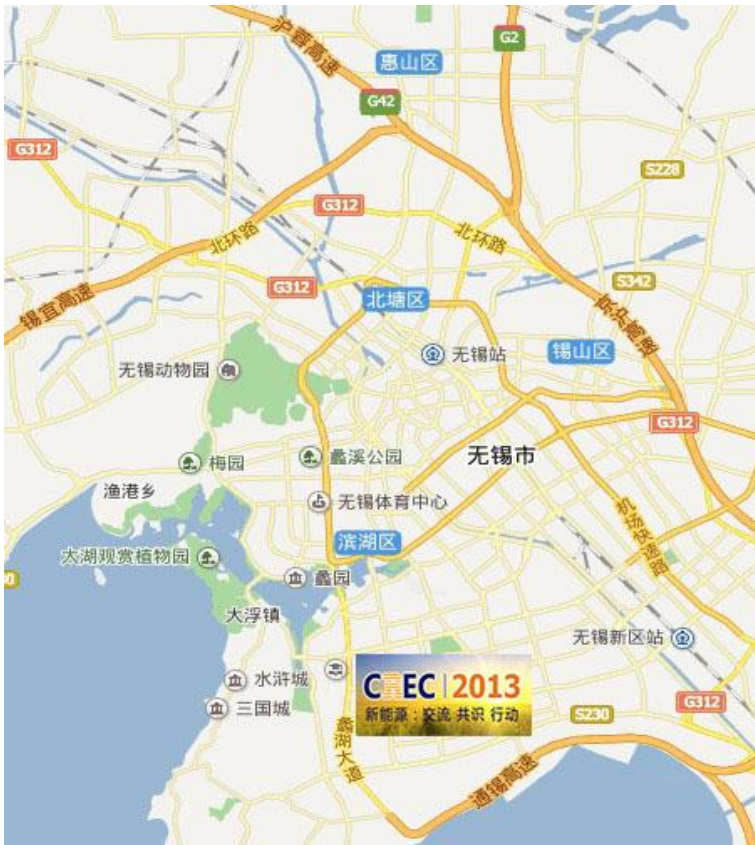 沪蓉高速
G2
惠山区
G42
G312
S228
G312
北环路
北环路
G312
S342
北塘区
锡宜高速
京沪高速
无锡站
锡山区
无锡动物园
G312
无锡市
蠡溪公园
梅园
渔港乡
无锡体育中心
机场快速路
滨湖区
太湖观赏植物园
蠡园
大浮镇
无锡新区站
水浒城
CNEC 2013
新能源：交流 共识 行动
三国城
G312
S230
蠡湖大道
通锡高速